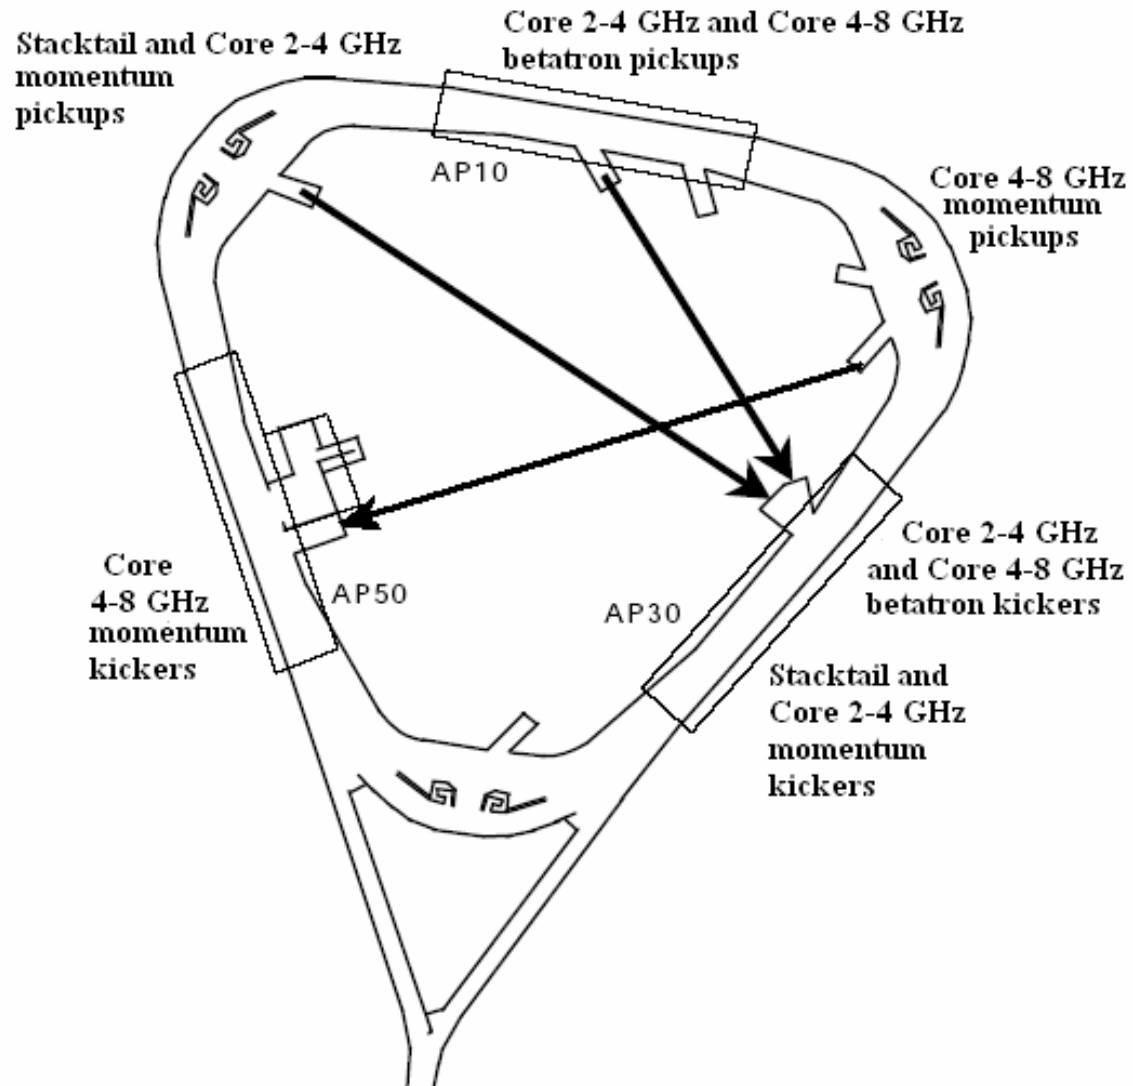 Stacktail and Core 2-4 GHz
momentum
pickups
Core 2-4 GHz and Core 4-8 GHz
betatron pickups
AP10
Core 4-8 GHz
momentum
pickups
Core
4-8 GHz
momentum
kickers
AP50
AP30
Core 2-4 GHz
and Core 4-8 GHz
betatron kickers
Stacktail and
Core 2-4 GHz
momentum
kickers